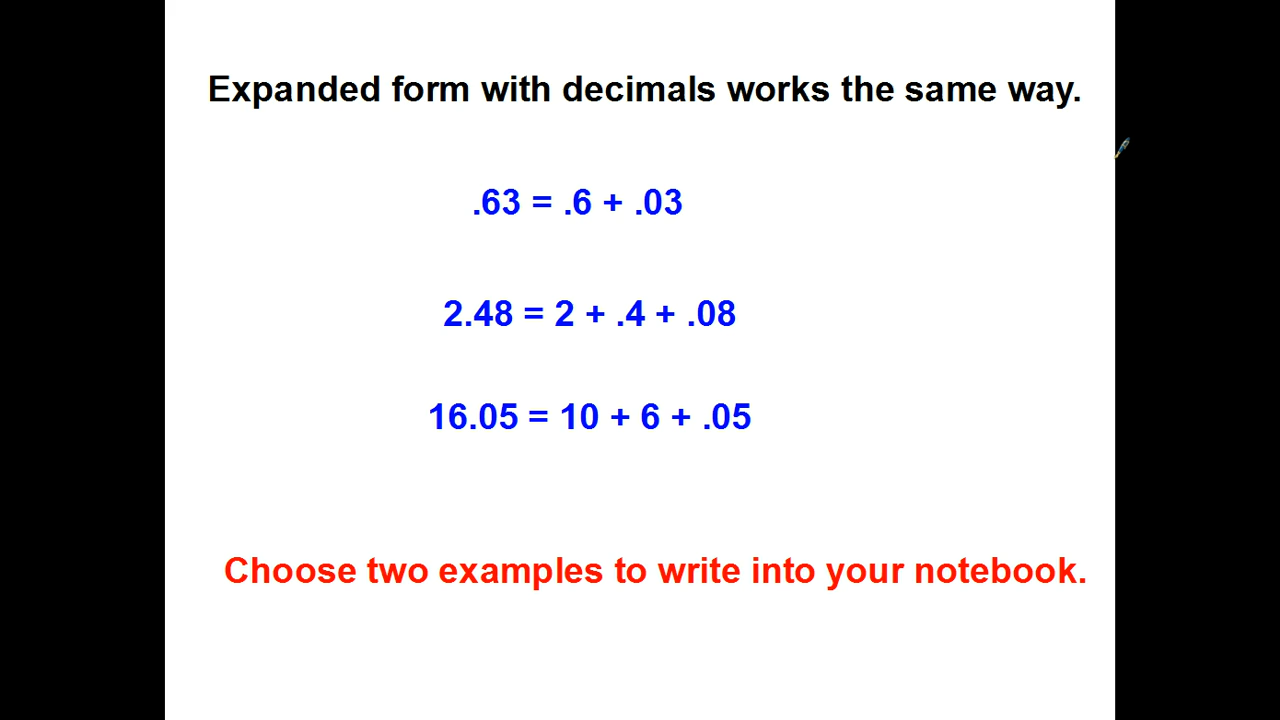 Expanded form with decimals works the same way.
.63 = .6 + .03
2.48 = 2 + .4 + .08
16.05 = 10 + 6 + .05
Choose two examples to write into your notebook.